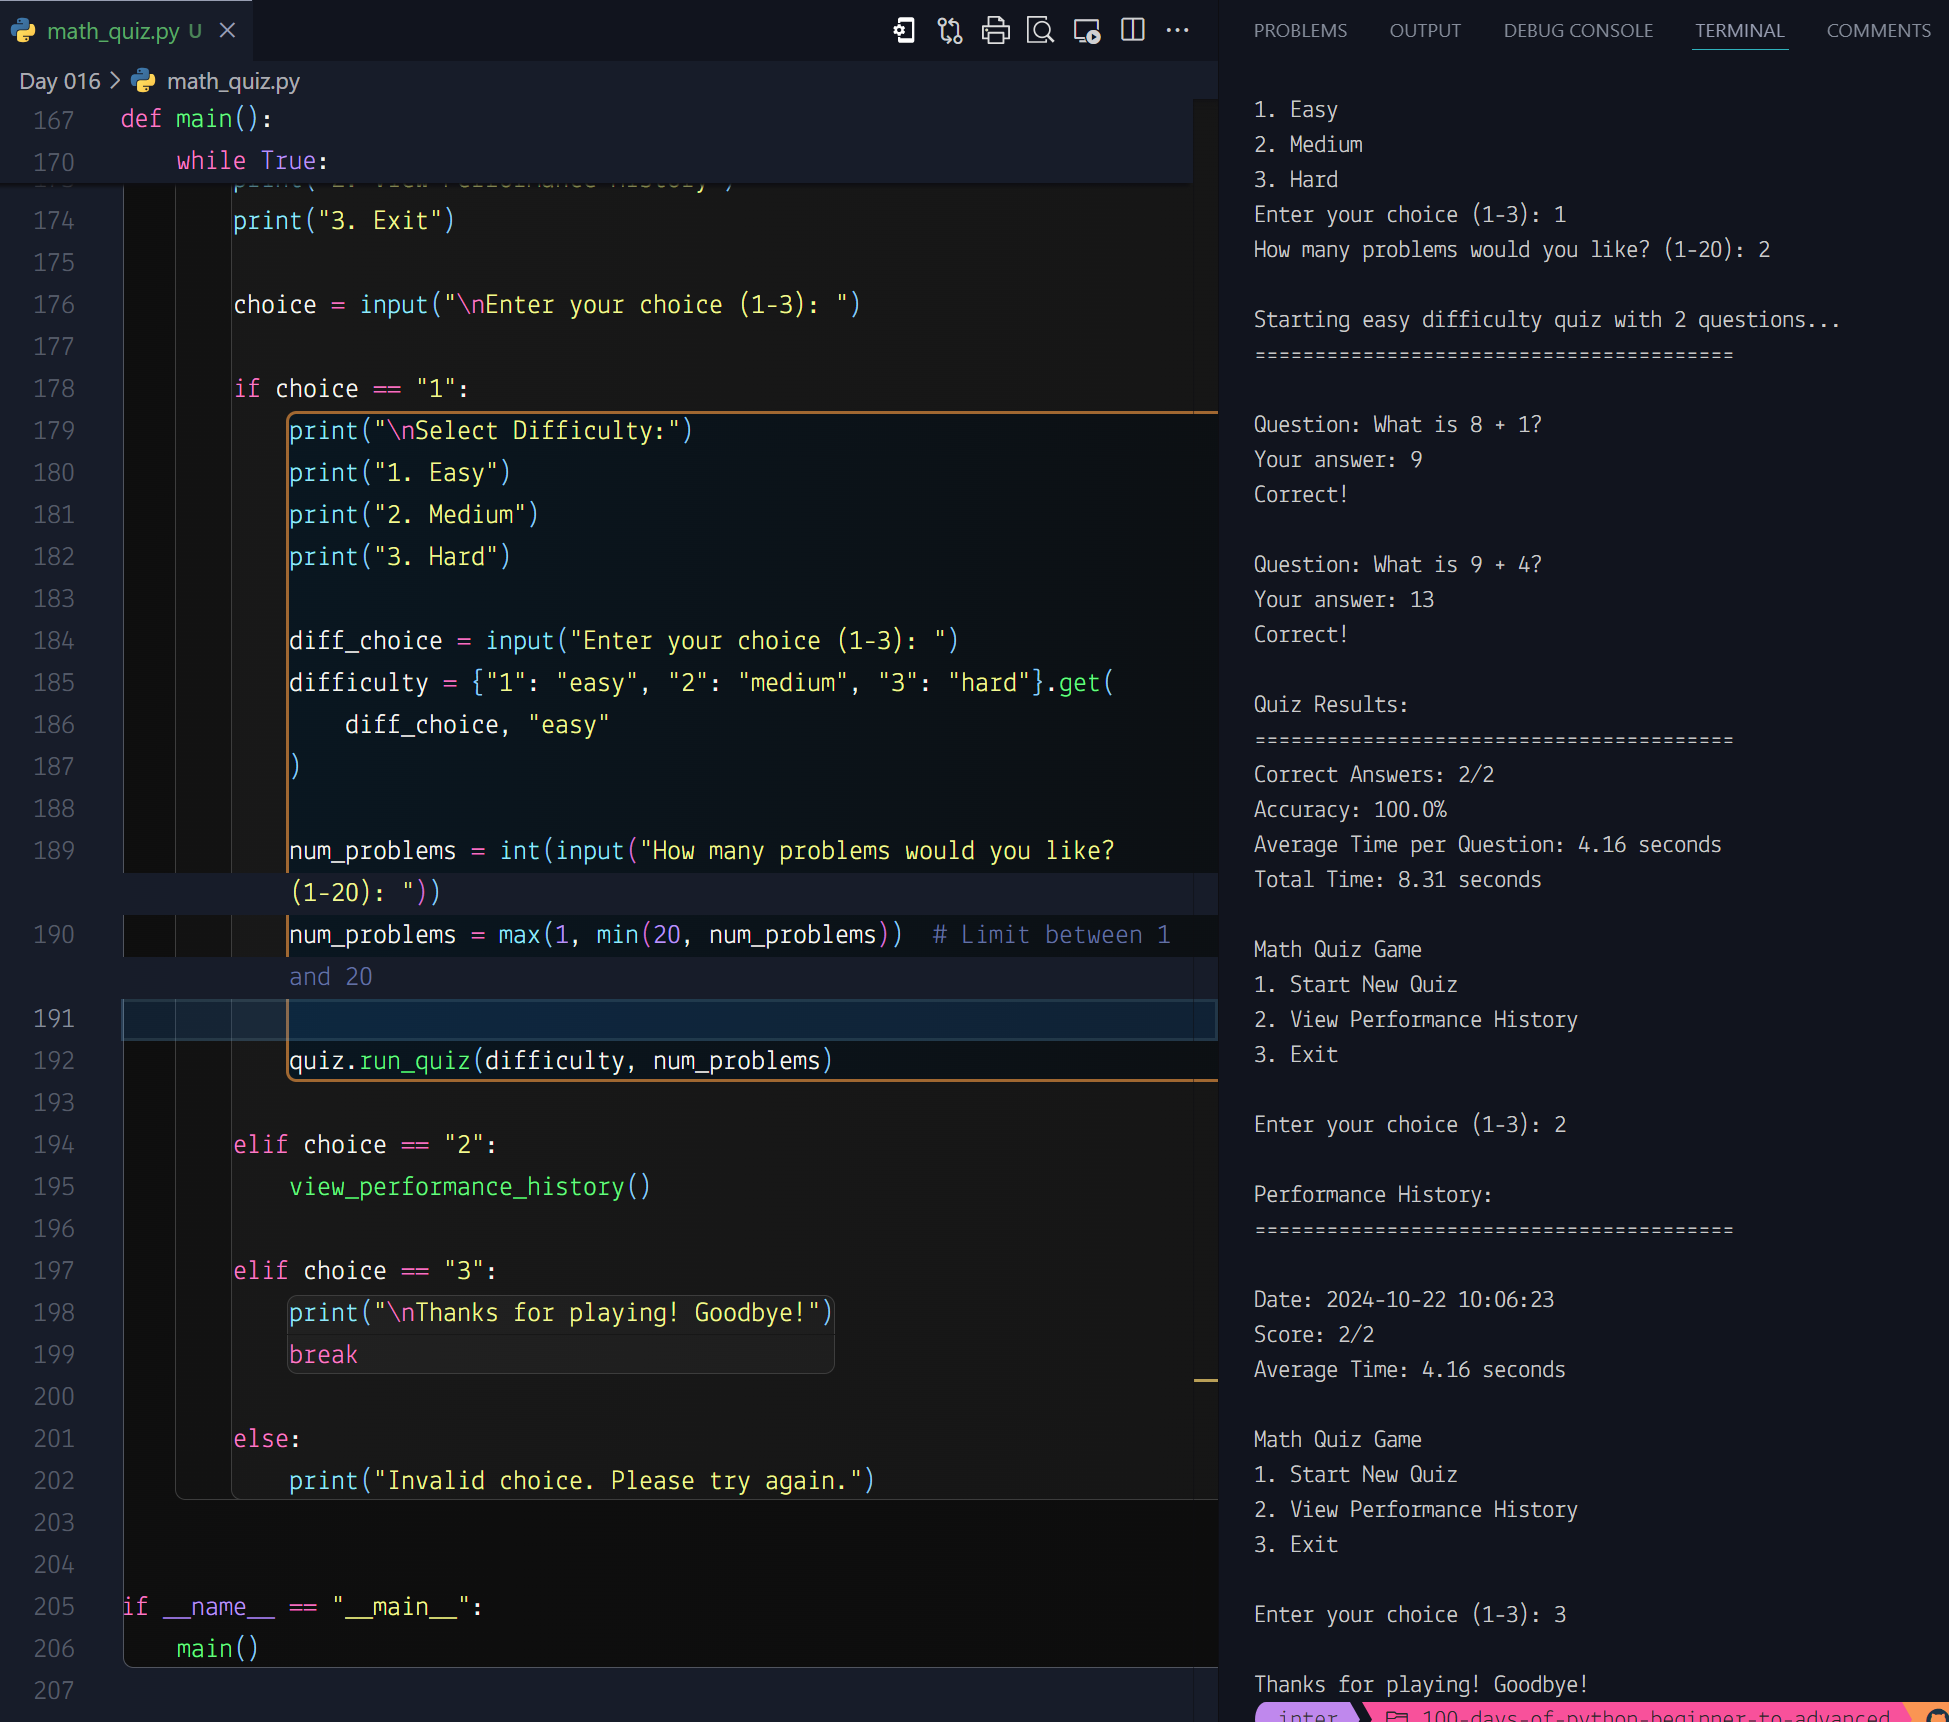 math_quiz.py U
Day 016 > math_quiz.py
167 def main():
170     while True:
174         print("3. Exit")
175
176         choice = input("\nEnter your choice (1-3): ")
177
178         if choice == "1":
179             print("\nSelect Difficulty:")
180             print("1. Easy")
181             print("2. Medium")
182             print("3. Hard")
183
184             diff_choice = input("Enter your choice (1-3): ")
185             difficulty = {"1": "easy", "2": "medium", "3": "hard"}.get(
186                 diff_choice, "easy"
187             )
188
189             num_problems = int(input("How many problems would you like?
(1-20): "))
190             num_problems = max(1, min(20, num_problems))  # Limit between 1
and 20
191
192             quiz.run_quiz(difficulty, num_problems)
193
194         elif choice == "2":
195             view_performance_history()
196
197         elif choice == "3":
198             print("\nThanks for playing! Goodbye!")
199             break
200
201         else:
202             print("Invalid choice. Please try again.")
203
204
205 if __name__ == "__main__":
206     main()
207
PROBLEMS OUTPUT DEBUG CONSOLE TERMINAL COMMENTS
1. Easy
2. Medium
3. Hard
Enter your choice (1-3): 1
How many problems would you like? (1-20): 2
Starting easy difficulty quiz with 2 questions...
========================================
Question: What is 8 + 1?
Your answer: 9
Correct!
Question: What is 9 + 4?
Your answer: 13
Correct!
Quiz Results:
========================================
Correct Answers: 2/2
Accuracy: 100.0%
Average Time per Question: 4.16 seconds
Total Time: 8.31 seconds
Math Quiz Game
1. Start New Quiz
2. View Performance History
3. Exit
Enter your choice (1-3): 2
Performance History:
========================================
Date: 2024-10-22 10:06:23
Score: 2/2
Average Time: 4.16 seconds
Math Quiz Game
1. Start New Quiz
2. View Performance History
3. Exit
Enter your choice (1-3): 3
Thanks for playing! Goodbye!
inter 100-days-of-python-beginner-to-advanced